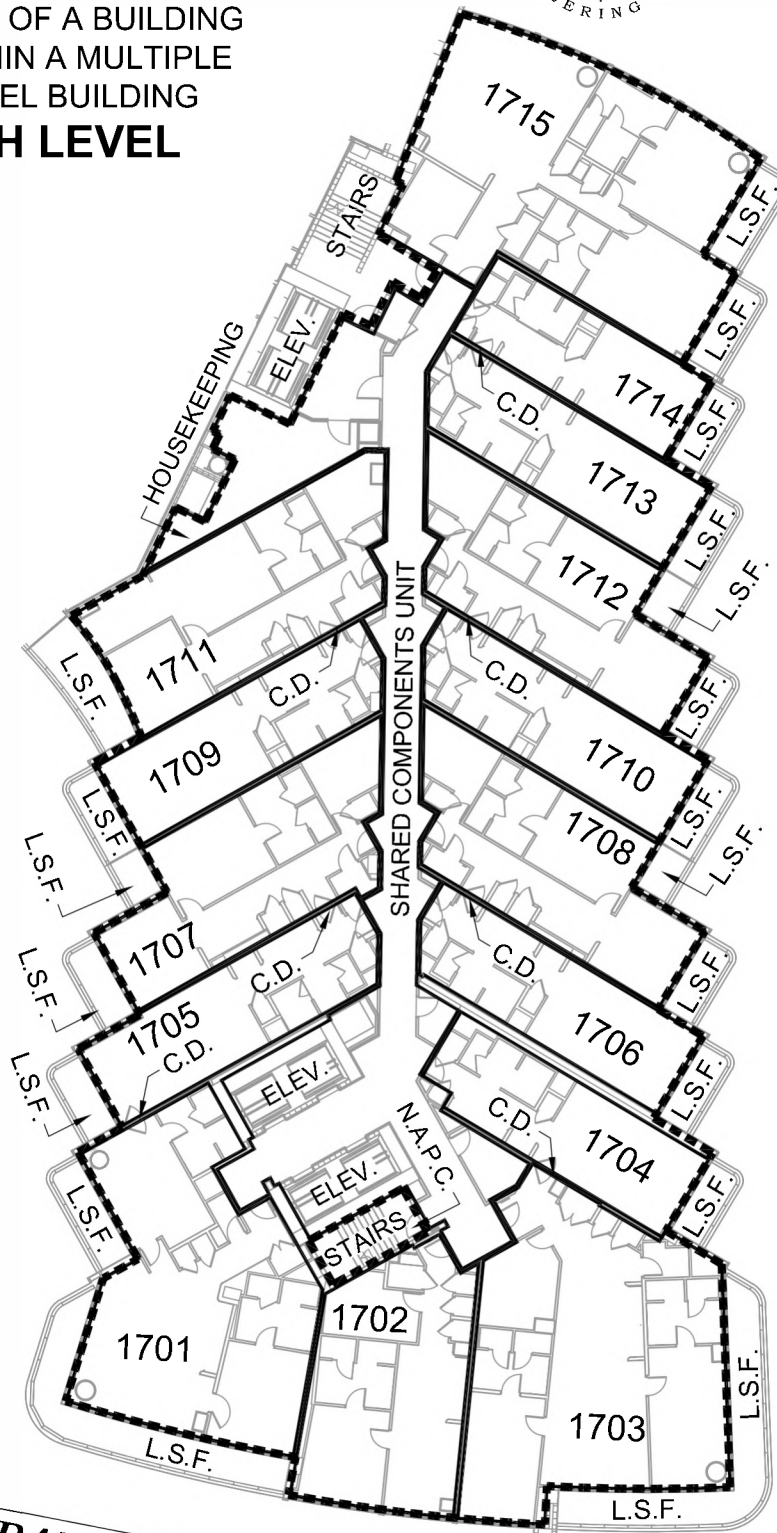 ERING
OF A BUILDING
IN A MULTIPLE
EL BUILDING
H LEVEL
1715
STAIRS
L.S.F.
L.S.F.
ELEV.
HOUSEKEEPING
1714
C.D.
L.S.F.
1713
L.S.F.
1712
L.S.F.
SHARED COMPONENTS UNIT
1711
L.S.F.
C.D.
C.D.
L.S.F.
1709
1710
L.S.F.
L.S.F.
1708
L.S.F.
L.S.F.
1707
C.D.
C.D.
L.S.F.
L.S.F.
1705
1706
C.D.
L.S.F.
L.S.F.
ELEV.
N.A.P.C.
C.D.
1704
ELEV.
L.S.F.
L.S.F.
STAIRS
1702
1701
1703
L.S.F.
L.S.F.
L.S.F.